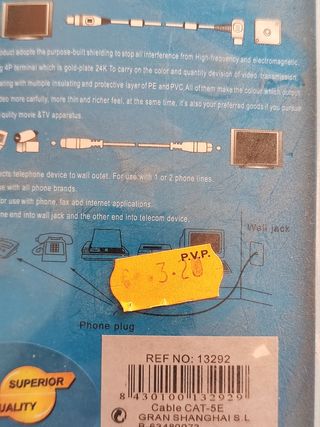 oduct adopts the purpose-built shielding to stop all interference from High-frequency and electromagnetic.
g 4P terminal which is gold-plate 24K To carry on the color and quantity devision of video transmission.
ating with multiple insulating and protective layer of PE and PVC,All of them make the colour which output
deo more carfully, more thin and richer feel, at the same time, it's also your preferred goods if you pursue
quality movie &TV apparatus.
ects telephone device to wall outet. For use with 1 or 2 phone lines.
se with all phone brands.
or use with phone, fax abd internet applications.
ne end into wall jack and the other end into telecom device.
Wall jack
P.V.P.
Phone plug
REF NO: 13292
8 430100 132929
Cable CAT-5E
GRAN SHANGHAI S.L
SUPERIOR
UALITY